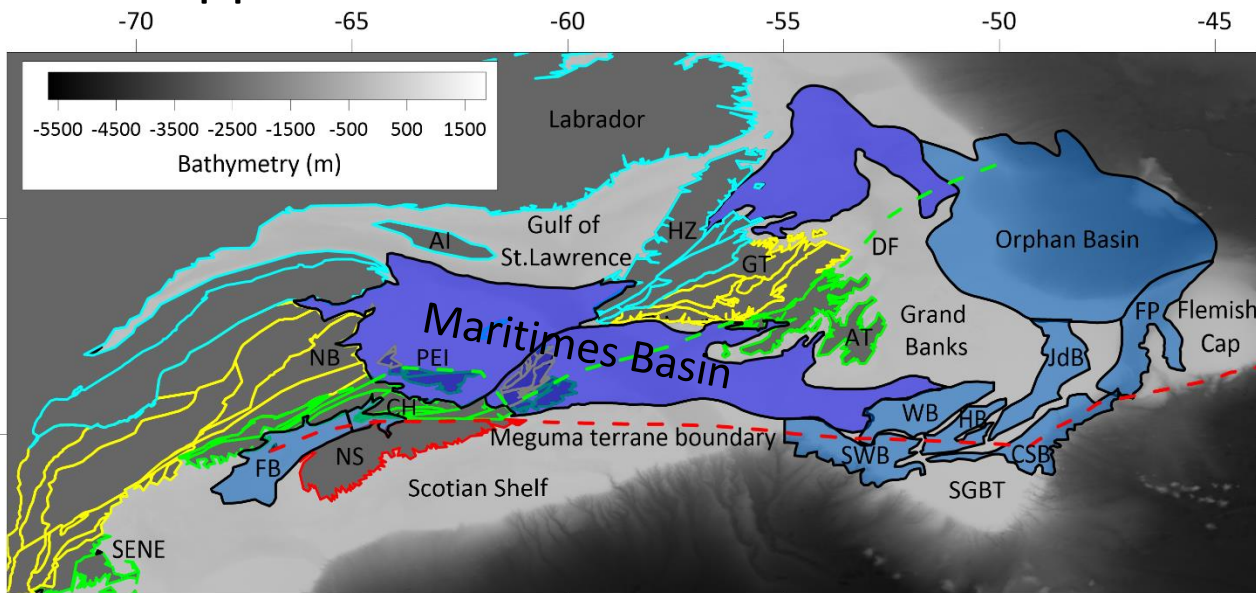 -70 -65 -60 -55 -50 -45
-5500 -4500 -3500 -2500 -1500 -500 500 1500
Bathymetry (m)
Labrador
Gulf of
St.Lawrence
AI
HZ
GT
DF
Orphan Basin
Maritimes Basin
NB
PEI
AT
Grand
Banks
FP
Flemish
Cap
JdB
CH
WB
HB
Meguma terrane boundary
SWB
CSB
FB
NS
Scotian Shelf
SGBT
SENE